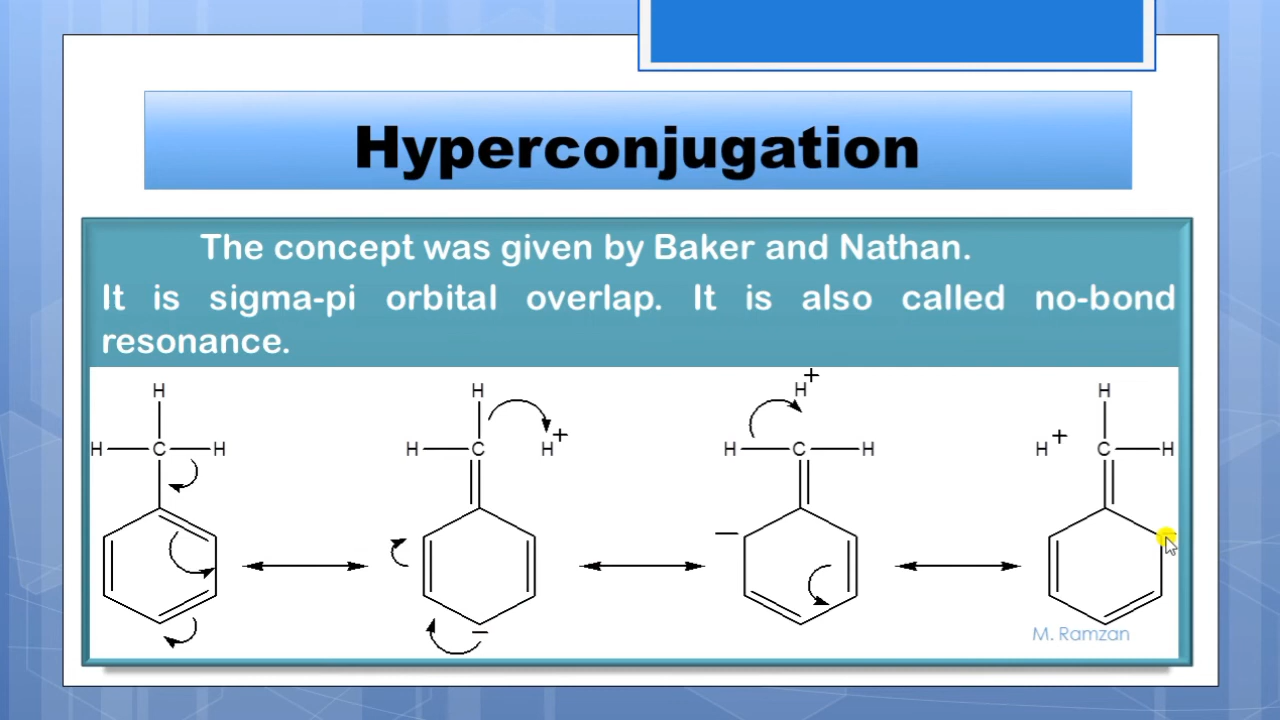 Hyperconjugation
The concept was given by Baker and Nathan.
It is sigma-pi orbital overlap. It is also called no-bond
resonance.
H H H H+ H
H C H H C H+ H C H H+ C H
− −
M. Ramzan